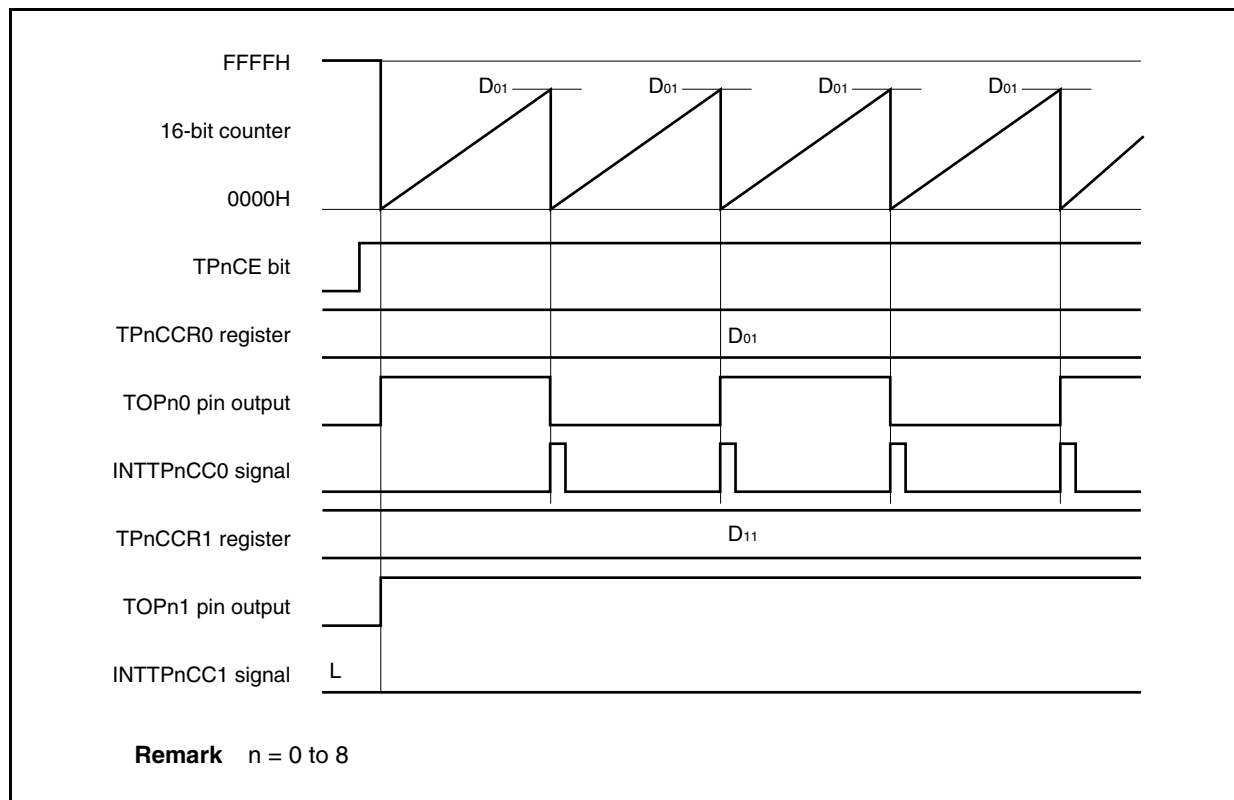 FFFFH
D01 D01 D01 D01
16-bit counter
0000H
TPnCE bit
TPnCCR0 register D01
TOPn0 pin output
INTTPnCC0 signal
TPnCCR1 register D11
TOPn1 pin output
INTTPnCC1 signal L
Remark n = 0 to 8